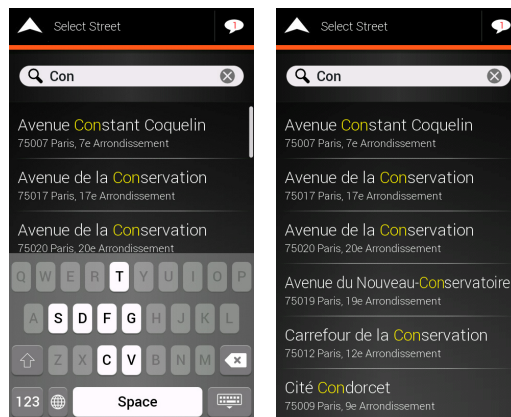 Select Street
1
Con
Avenue Constant Coquelin
75007 Paris, 7e Arrondissement
Avenue de la Conservation
75017 Paris, 17e Arrondissement
Avenue de la Conservation
75020 Paris, 20e Arrondissement
Q W E R T Y U I O P
A S D F G H J K L
Z X C V B N M
123 Space
Select Street
1
Con
Avenue Constant Coquelin
75007 Paris, 7e Arrondissement
Avenue de la Conservation
75017 Paris, 17e Arrondissement
Avenue de la Conservation
75020 Paris, 20e Arrondissement
Avenue du Nouveau-Conservatoire
75019 Paris, 19e Arrondissement
Carrefour de la Conservation
75012 Paris, 12e Arrondissement
Cité Condorcet
75009 Paris, 9e Arrondissement